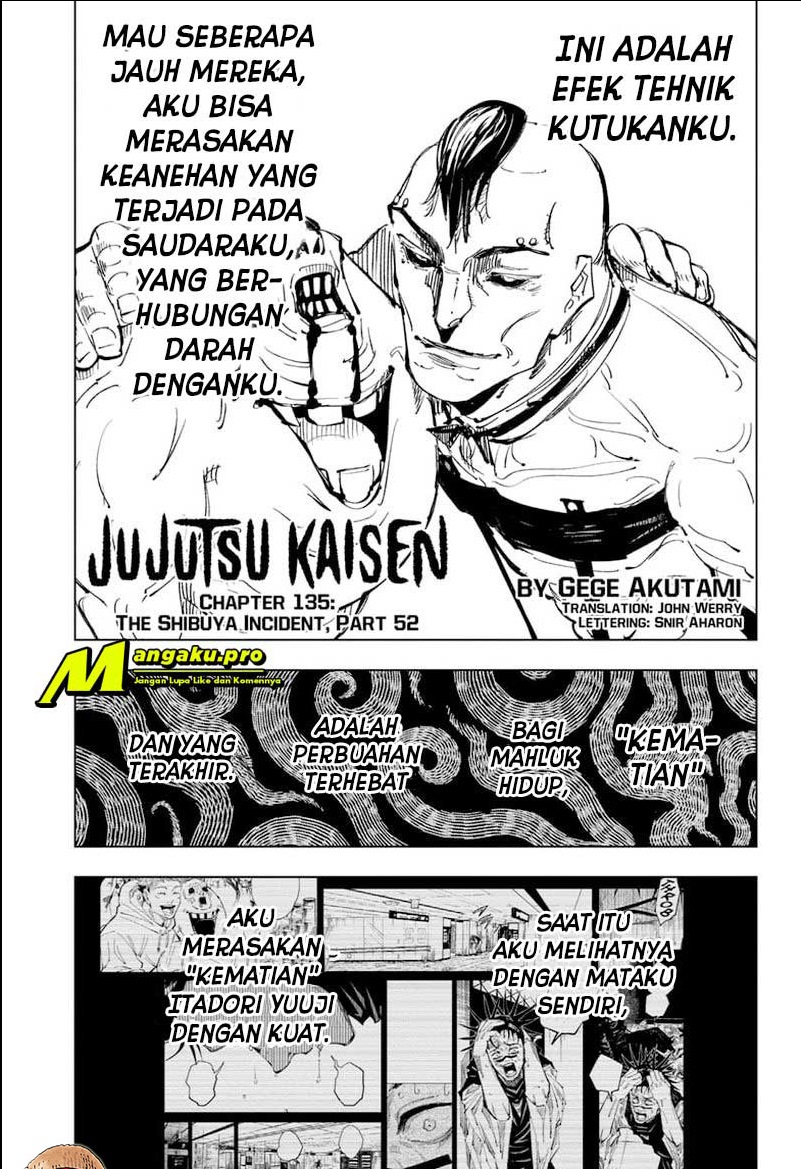 INI ADALAH
EFEK TEHNIK
KUTUKANKU.
MAU SEBERAPA
JAUH MEREKA,
AKU BISA
MERASAKAN
KEANEHAN YANG
TERJADI PADA
SAUDARAKU,
YANG BER-
HUBUNGAN
DARAH
DENGANKU.
JUJUTSU KAISEN
CHAPTER 135:
THE SHIBUYA INCIDENT, PART 52
BY GEGE AKUTAMI
TRANSLATION: JOHN WERRY
LETTERING: SNIR AHARON
Mangaku.pro
Jangan Lupa Like dan Komennya
"KEMA-
TIAN"
BAGI
MAHLUK
HIDUP,
ADALAH
PERBUAHAN
TERHEBAT
DAN YANG
TERAKHIR.
SAAT ITU
AKU MELIHATNYA
DENGAN MATAKU
SENDIRI,
AKU
MERASAKAN
"KEMATIAN"
ITADORI YUUJI
DENGAN KUAT.